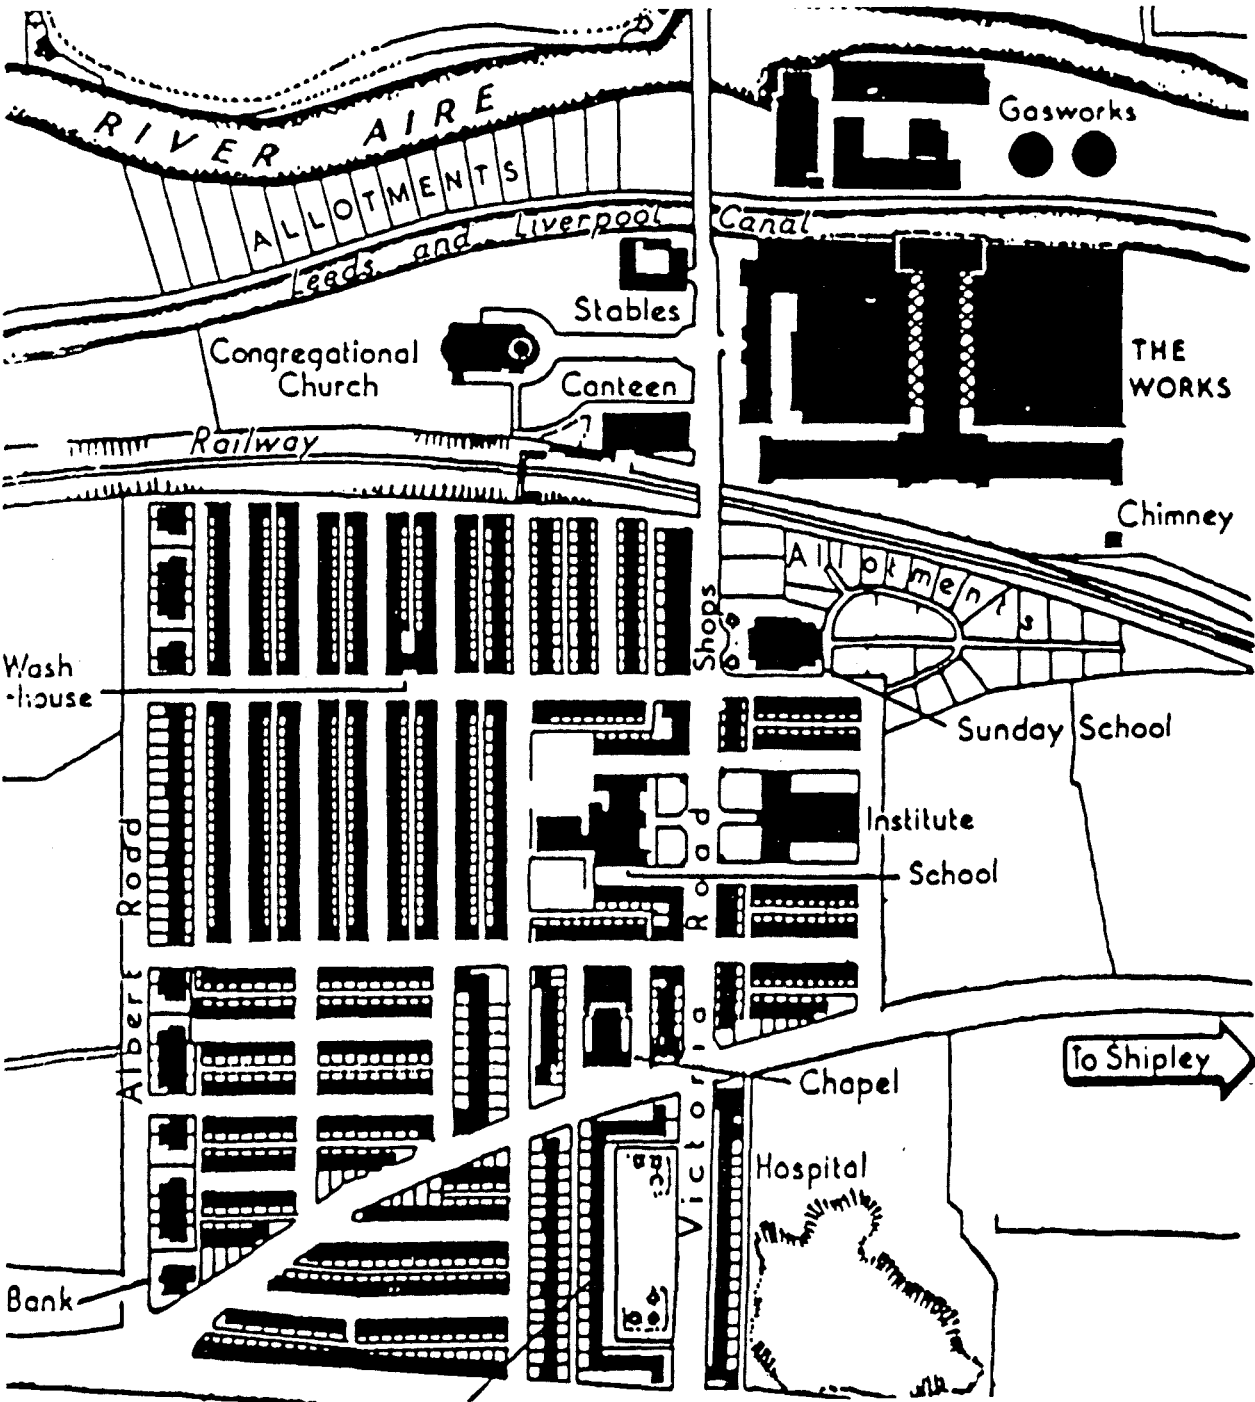 RIVER AIRE
Gasworks
ALLOTMENTS
Leeds and Liverpool Canal
Stables
Congregational
Church
Canteen
THE
WORKS
Railway
Chimney
Allotments
Shops
Wash
-house
Sunday School
Institute
School
Albert Road
Victoria Road
To Shipley
Chapel
Hospital
Bank